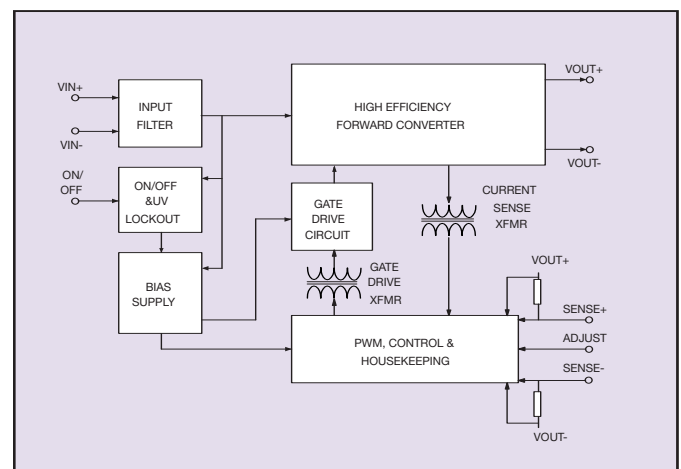 VIN+
VIN-
ON/
OFF
INPUT
FILTER
ON/OFF
&UV
LOCKOUT
BIAS
SUPPLY
HIGH EFFICIENCY
FORWARD CONVERTER
VOUT+
VOUT-
GATE
DRIVE
CIRCUIT
CURRENT
SENSE
XFMR
GATE
DRIVE
XFMR
PWM, CONTROL &
HOUSEKEEPING
VOUT+
SENSE+
ADJUST
SENSE-
VOUT-